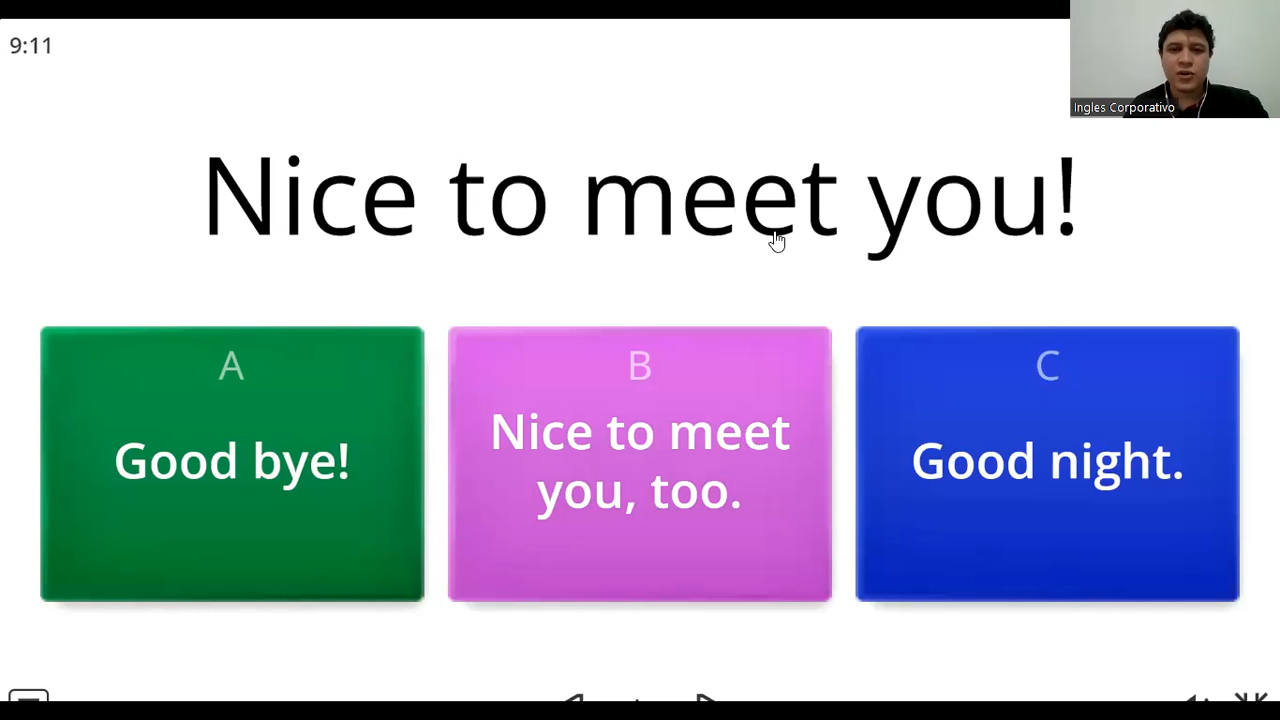 9:11
Ingles Corporativo
Nice to meet you!
A
Good bye!
B
Nice to meet
you, too.
C
Good night.